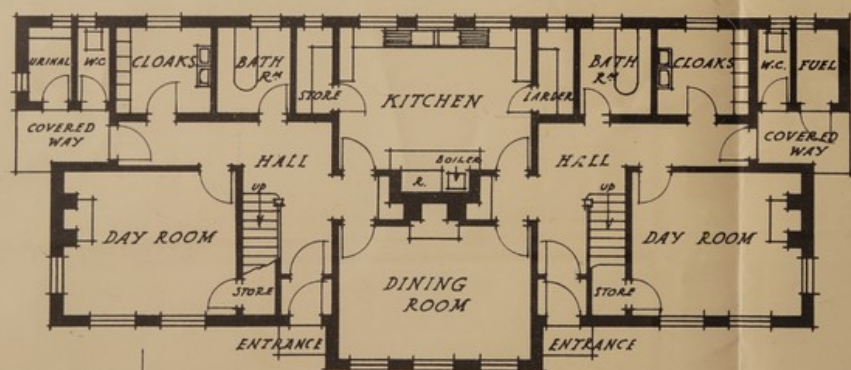 URINAL
W.C
CLOAKS
BATH
RM
STORE
KITCHEN
LARDER
BATH
RM
CLOAKS
W.C.
FUEL
COVERED
WAY
HALL
R.
BOILER
HALL
COVERED
WAY
UP
UP
DAY ROOM
DAY ROOM
DINING
ROOM
STORE
STORE
ENTRANCE
ENTRANCE